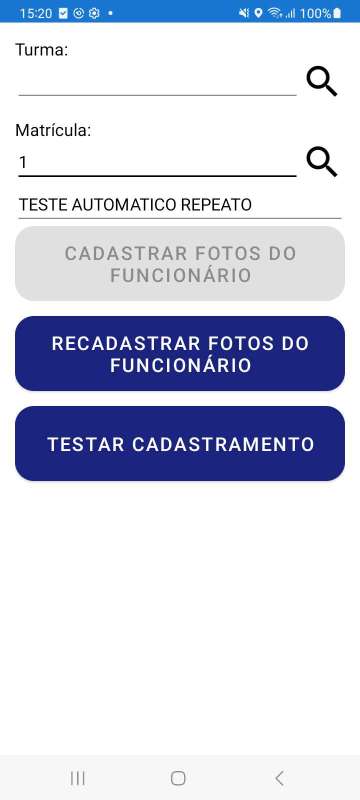 15:20 100%
Turma:
Matrícula:
1
TESTE AUTOMATICO REPEATO
CADASTRAR FOTOS DO
FUNCIONÁRIO
RECADASTRAR FOTOS DO
FUNCIONÁRIO
TESTAR CADASTRAMENTO